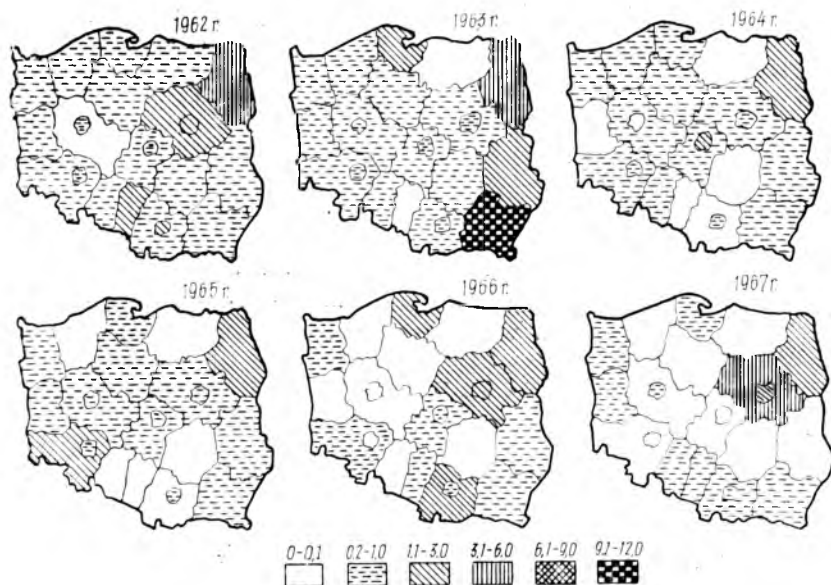 1962 г.
1963 г.
1964 г.
1965 г.
1966 г.
1967 г.
0-0,1
0,2-1,0
1,1-3,0
3,1-6,0
6,1-9,0
9,1-12,0